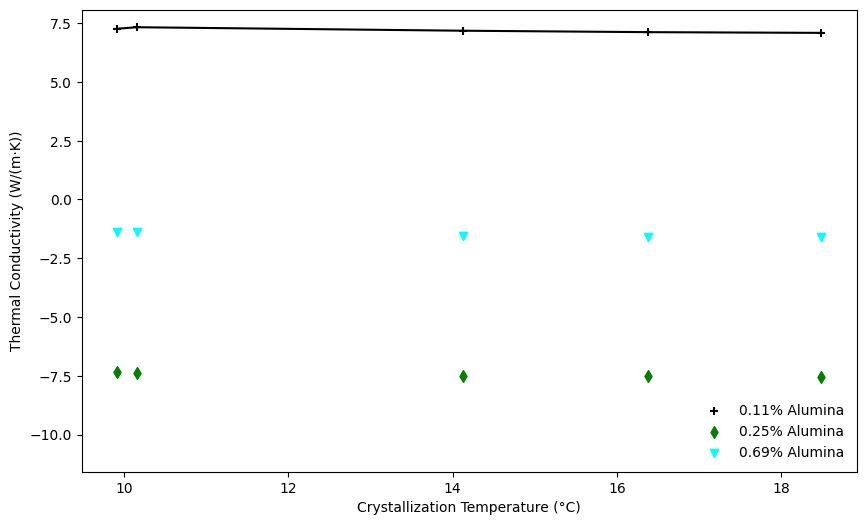 7.5
5.0
2.5
0.0
−2.5
−5.0
−7.5
−10.0
Thermal Conductivity (W/(m·K))
0.11% Alumina
0.25% Alumina
0.69% Alumina
10 12 14 16 18
Crystallization Temperature (°C)